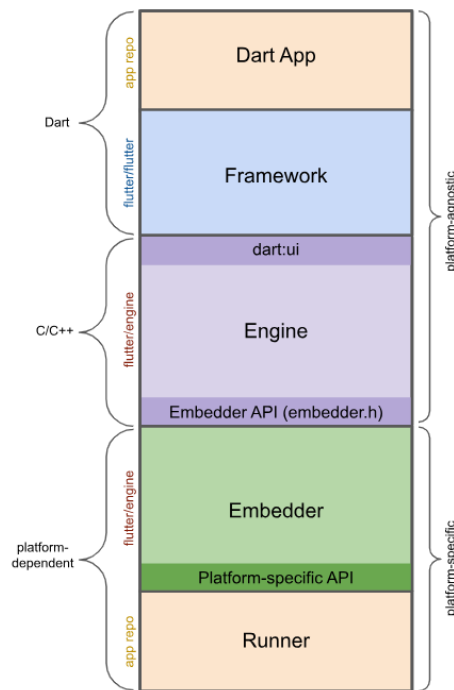 Dart App
Framework
dart:ui
Engine
Embedder API (embedder.h)
Embedder
Platform-specific API
Runner
Dart
C/C++
platform-
dependent
app repo
flutter/flutter
flutter/engine
flutter/engine
app repo
platform-agnostic
platform-specific